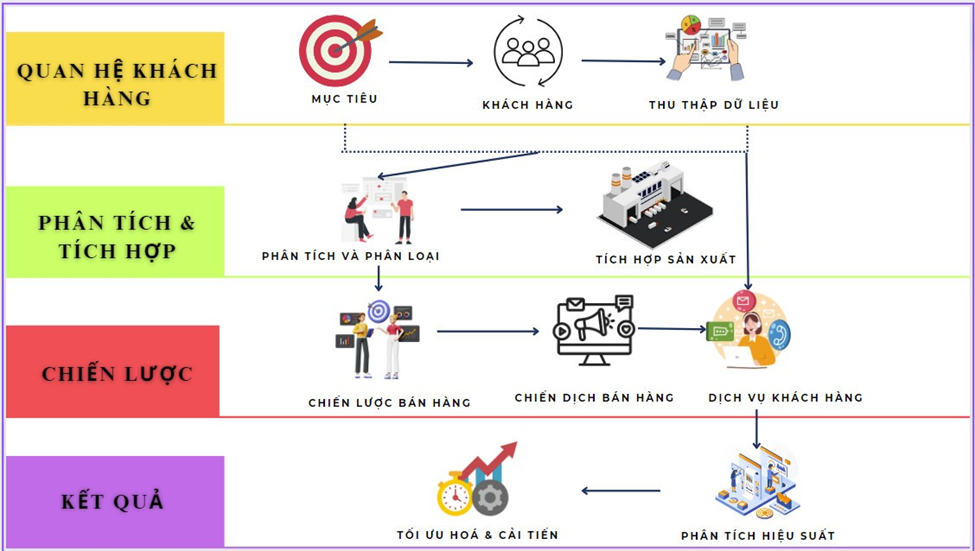 QUAN HỆ KHÁCH
HÀNG
MỤC TIÊU
KHÁCH HÀNG
THU THẬP DỮ LIỆU
PHÂN TÍCH &
TÍCH HỢP
PHÂN TÍCH VÀ PHÂN LOẠI
TÍCH HỢP SẢN XUẤT
CHIẾN LƯỢC
CHIẾN LƯỢC BÁN HÀNG
CHIẾN DỊCH BÁN HÀNG
DỊCH VỤ KHÁCH HÀNG
KẾT QUẢ
TỐI ƯU HOÁ & CẢI TIẾN
PHÂN TÍCH HIỆU SUẤT